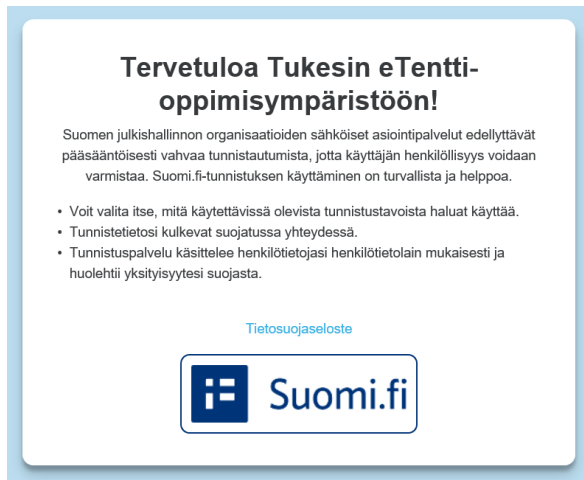 Tervetuloa Tukesin eTentti-
oppimisympäristöön!
Suomen julkishallinnon organisaatioiden sähköiset asiointipalvelut edellyttävät
pääsääntöisesti vahvaa tunnistautumista, jotta käyttäjän henkilöllisyys voidaan
varmistaa. Suomi.fi-tunnistuksen käyttäminen on turvallista ja helppoa.
• Voit valita itse, mitä käytettävissä olevista tunnistustavoista haluat käyttää.
• Tunnistetietosi kulkevat suojatussa yhteydessä.
• Tunnistuspalvelu käsittelee henkilötietojasi henkilötietolain mukaisesti ja
huolehtii yksityisyytesi suojasta.
Tietosuojaseloste
Suomi.fi